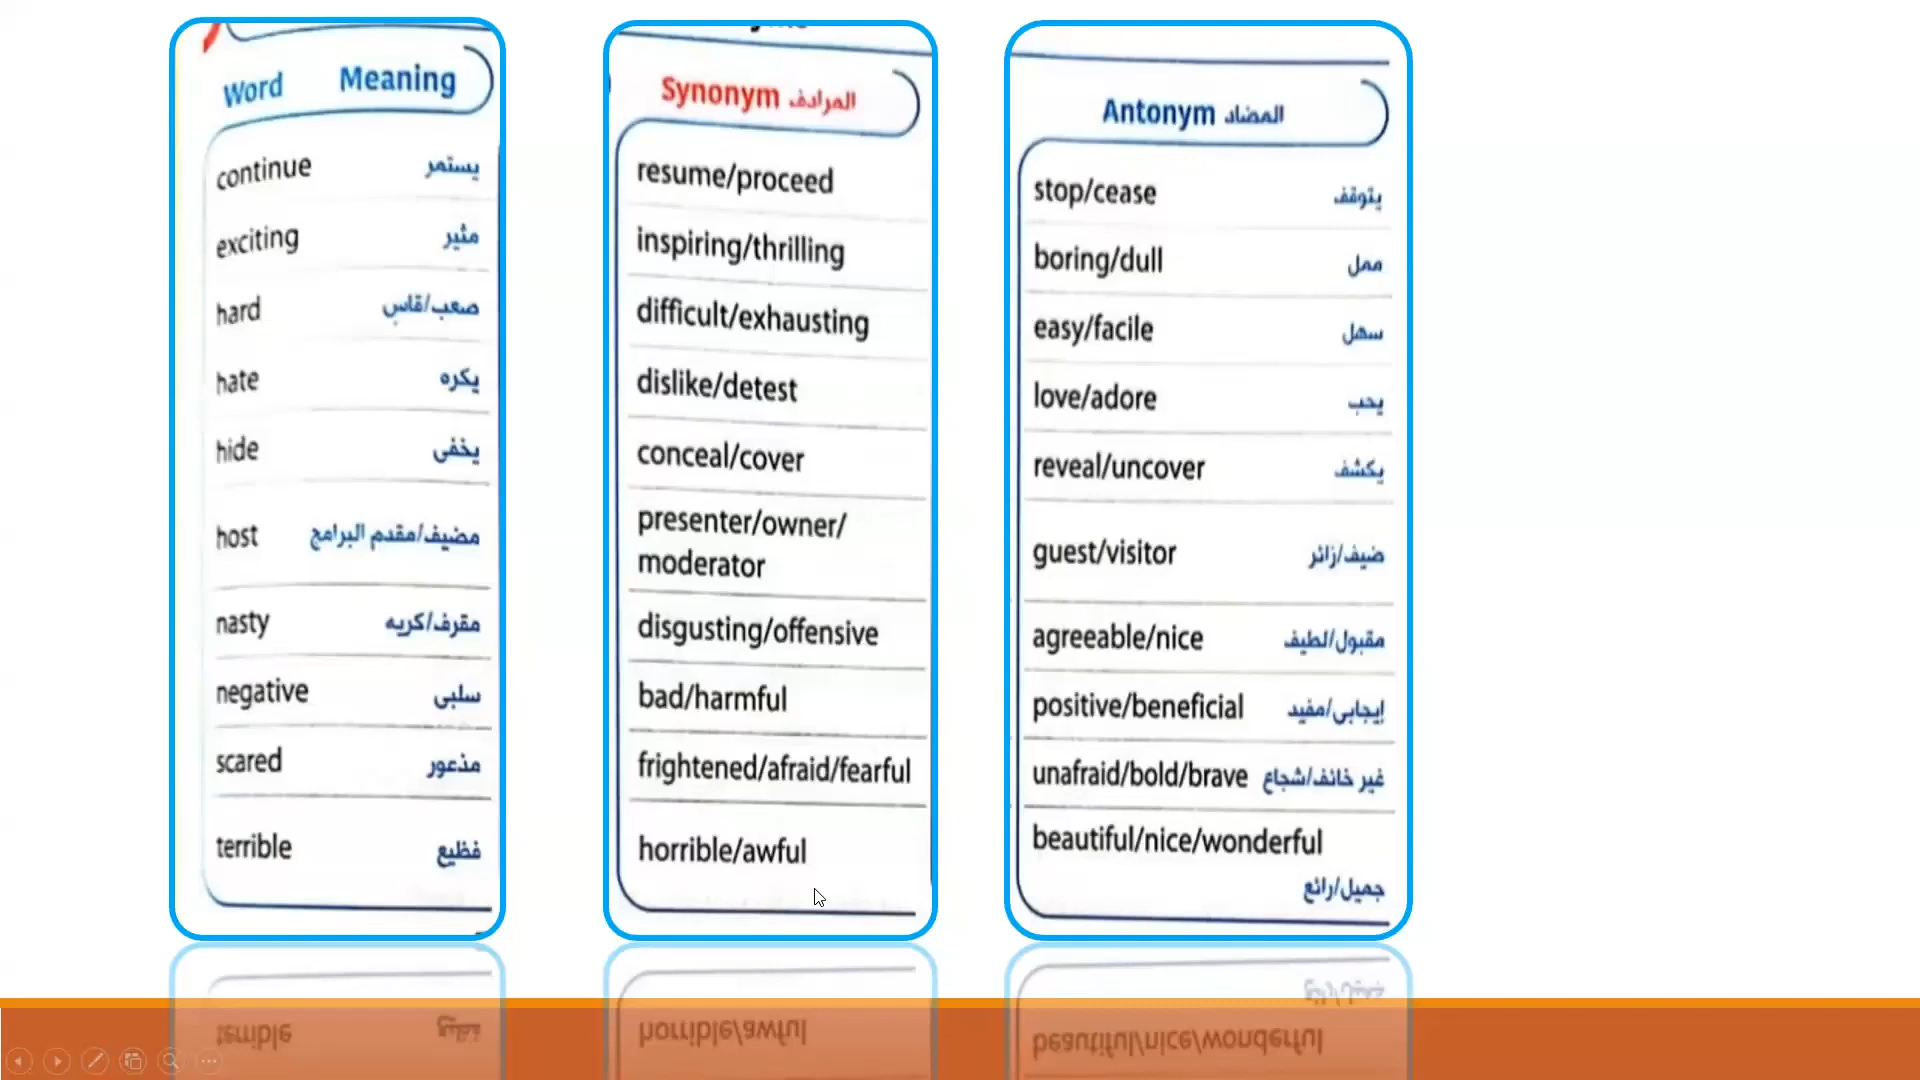 Word Meaning
continue يستمر
exciting مثير
hard صعب/قاسٍ
hate يكره
hide يخفى
host مضيف/مقدم البرامج
nasty مقرف/كريه
negative سلبى
scared مذعور
terrible فظيع
Synonym المرادف
resume/proceed
inspiring/thrilling
difficult/exhausting
dislike/detest
conceal/cover
presenter/owner/
moderator
disgusting/offensive
bad/harmful
frightened/afraid/fearful
horrible/awful
Antonym المضاد
stop/cease يتوقف
boring/dull ممل
easy/facile سهل
love/adore يحب
reveal/uncover يكشف
guest/visitor ضيف/زائر
agreeable/nice مقبول/لطيف
positive/beneficial إيجابى/مفيد
unafraid/bold/brave غير خائف/شجاع
beautiful/nice/wonderful
جميل/رائع